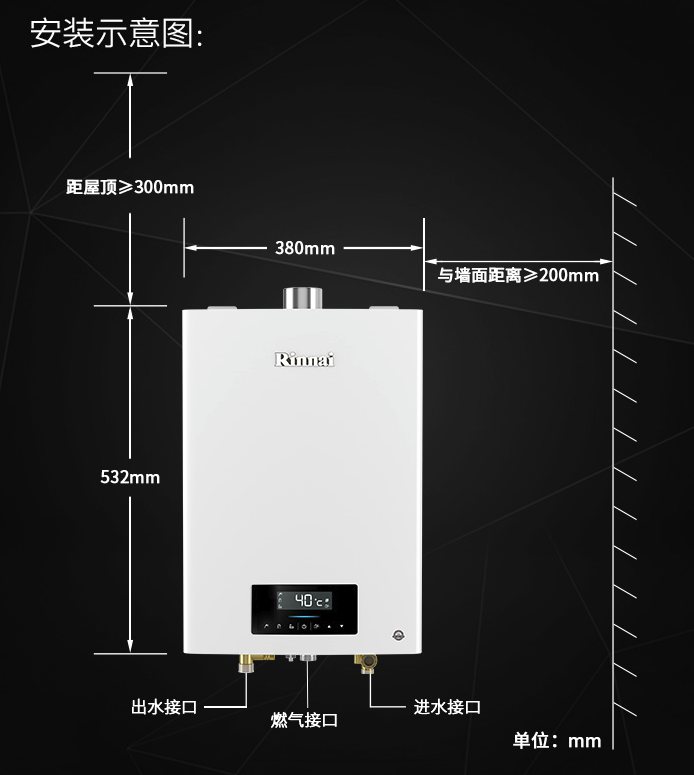 安装示意图:
距屋顶≥300mm
380mm
与墙面距离≥200mm
Rinnai
532mm
40°C
出水接口
燃气接口
进水接口
单位：mm